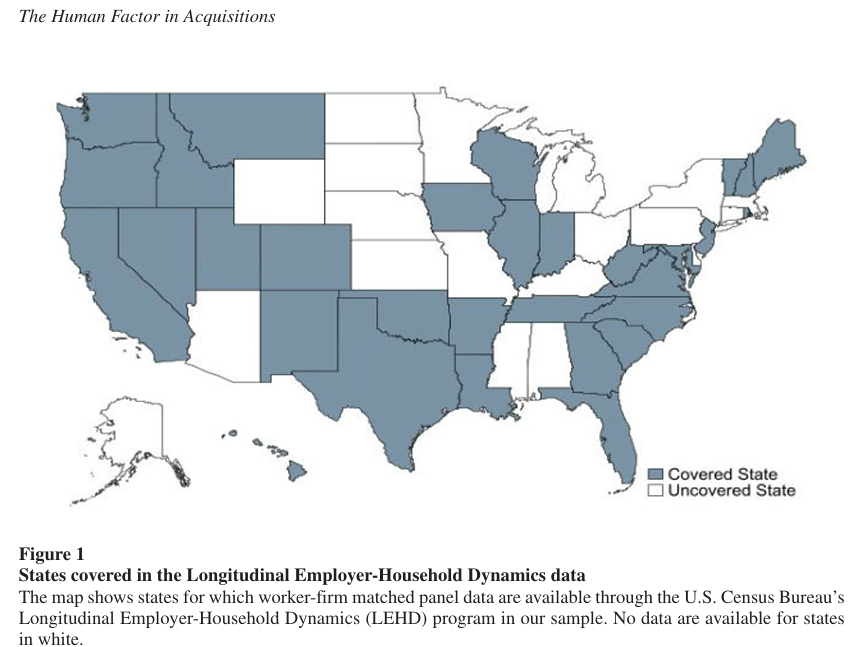 The Human Factor in Acquisitions
Covered State
Uncovered State
Figure 1
States covered in the Longitudinal Employer-Household Dynamics data
The map shows states for which worker-firm matched panel data are available through the U.S. Census Bureau’s
Longitudinal Employer-Household Dynamics (LEHD) program in our sample. No data are available for states
in white.